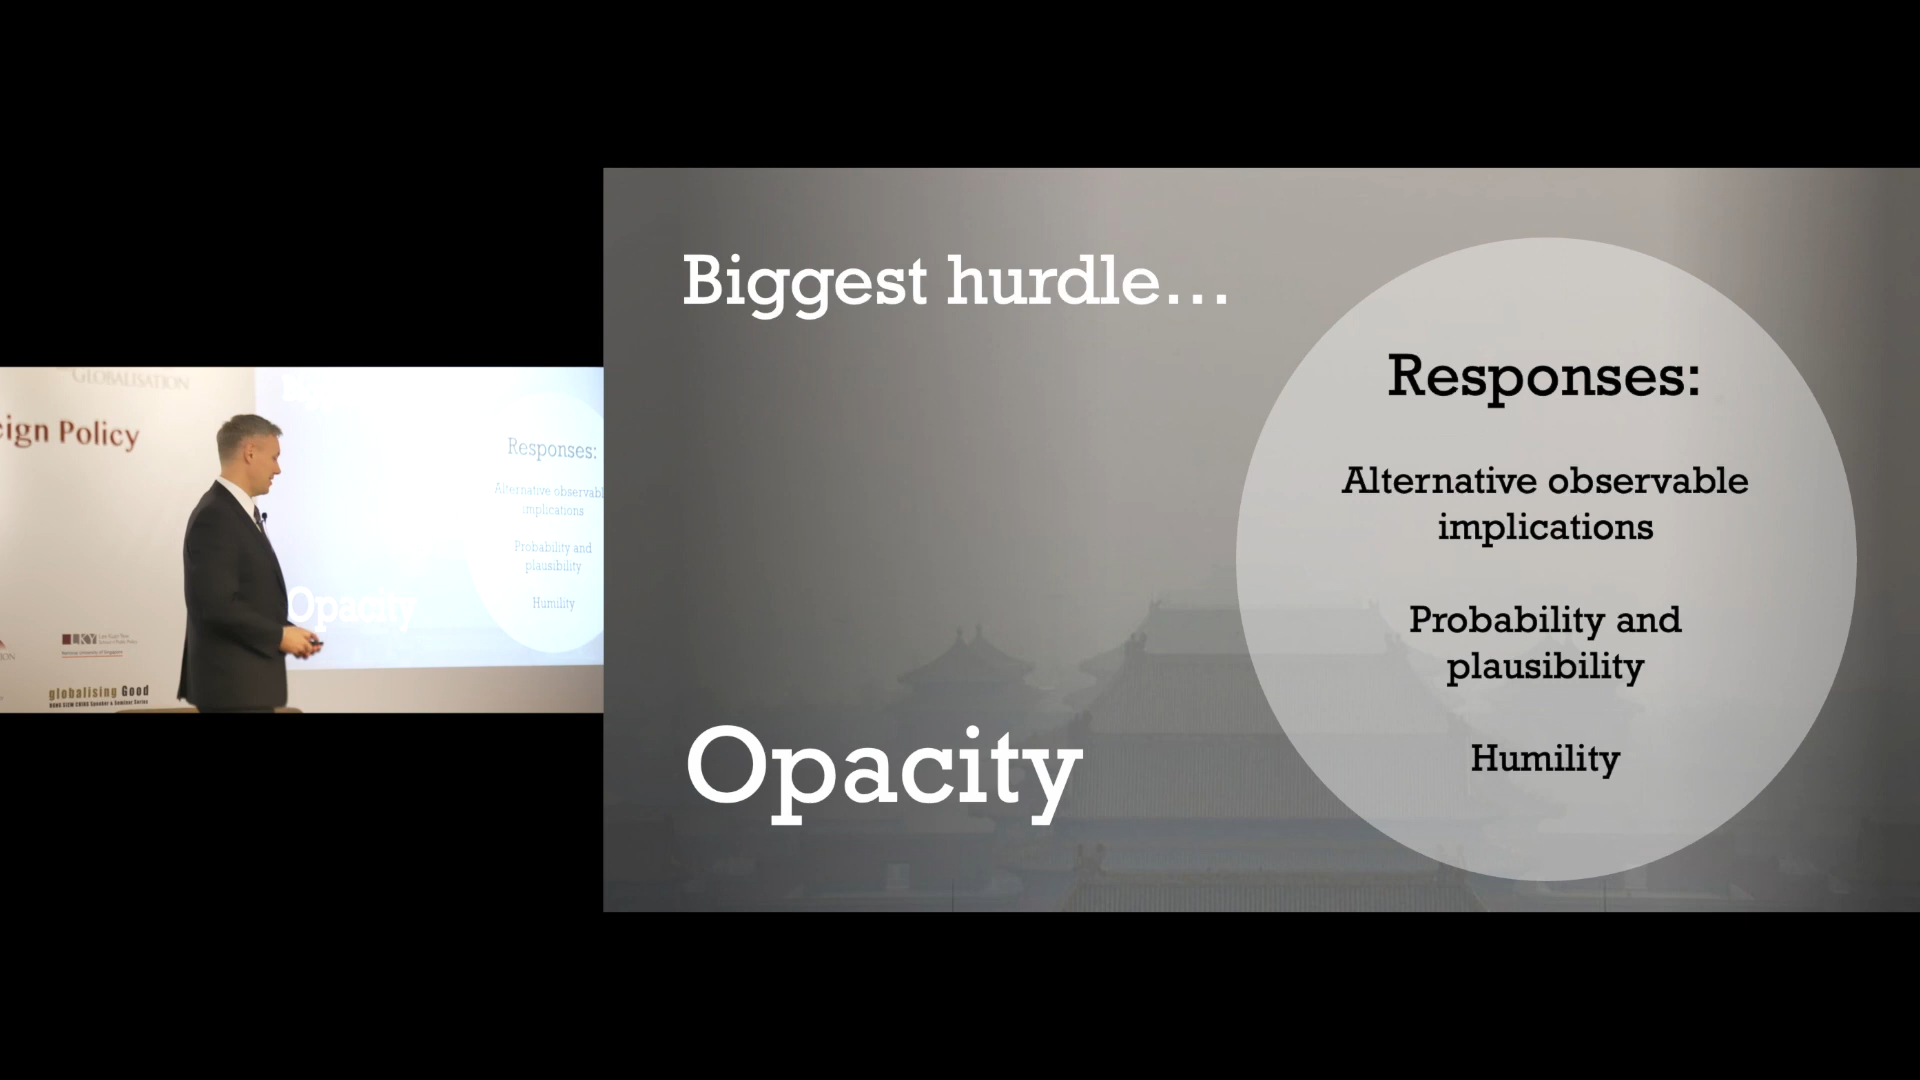 GLOBALISATION
eign Policy
LKY
globalising Good
Responses:
Alternative observabl
implications
Probability and
plausibility
Humility
Opacity
Biggest hurdle...
Opacity
Responses:
Alternative observable
implications
Probability and
plausibility
Humility